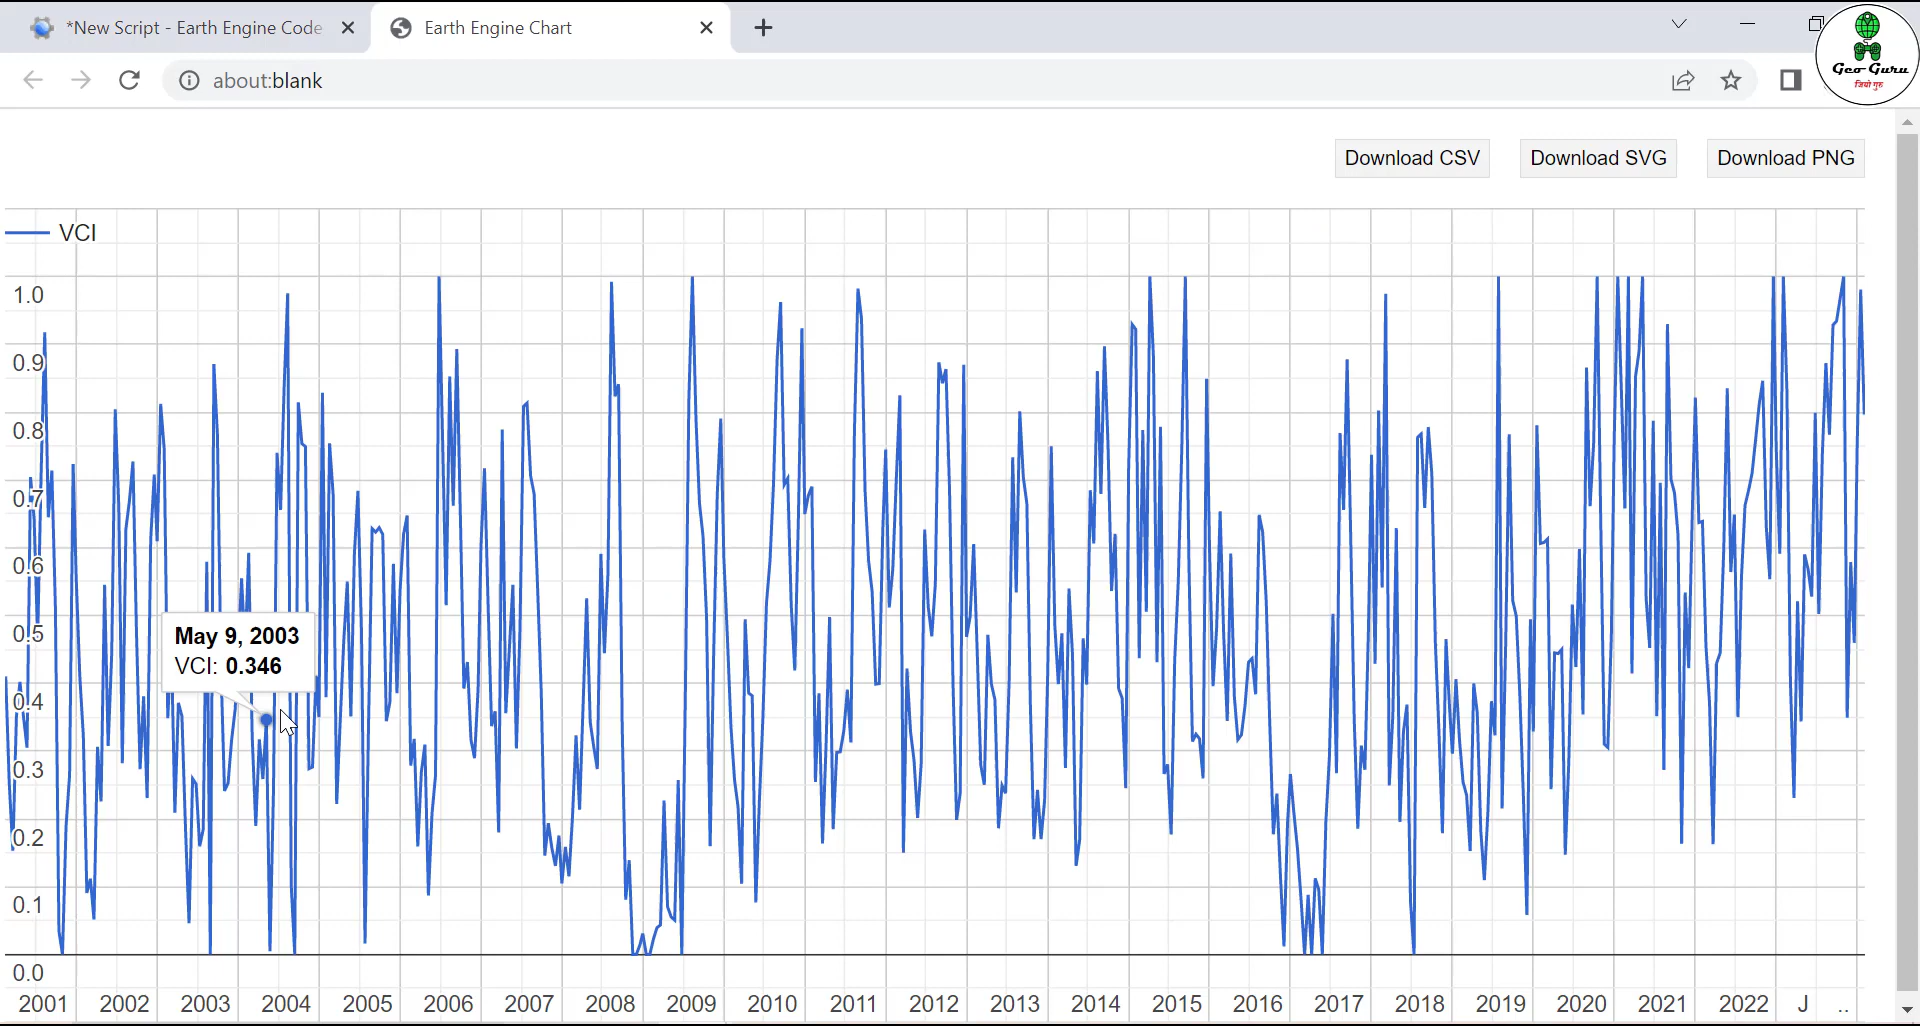 *New Script - Earth Engine Code
Earth Engine Chart
about:blank
Geo Guru
जियो गुरु
Download CSV
Download SVG
Download PNG
VCI
1.0
0.9
0.8
0.7
0.6
0.5
0.4
0.3
0.2
0.1
0.0
May 9, 2003
VCI: 0.346
2001 2002 2003 2004 2005 2006 2007 2008 2009 2010 2011 2012 2013 2014 2015 2016 2017 2018 2019 2020 2021 2022 J ..